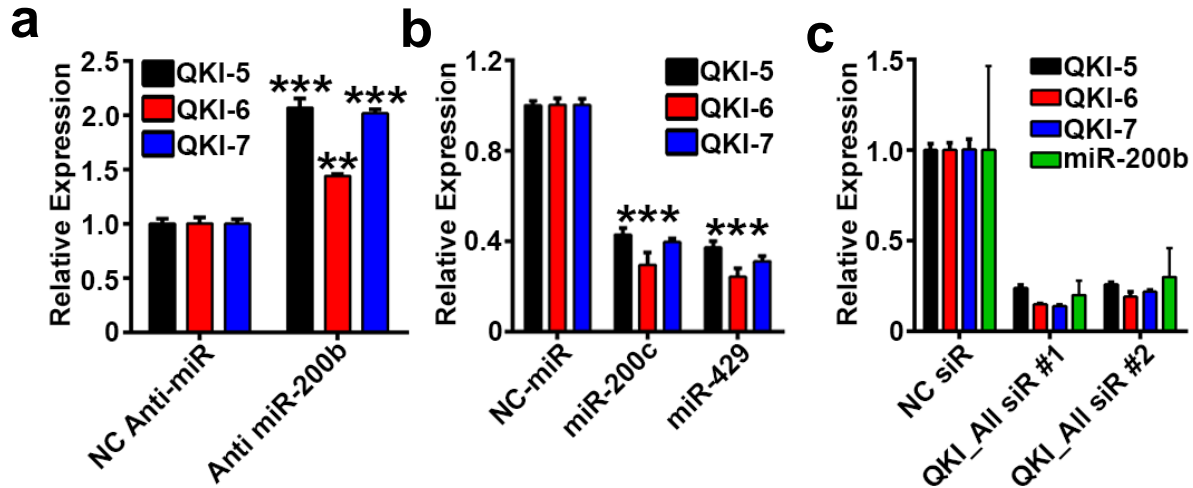 a
Relative Expression
2.5
2.0
1.5
1.0
0.5
0
QKI-5
QKI-6
QKI-7
***
**
***
NC Anti-miR
Anti miR-200b
b
Relative Expression
1.2
0.8
0.4
0
QKI-5
QKI-6
QKI-7
***
***
NC-miR
miR-200c
miR-429
c
Relative Expression
1.5
1.0
0.5
0
QKI-5
QKI-6
QKI-7
miR-200b
NC siR
QKI_All siR #1
QKI_All siR #2